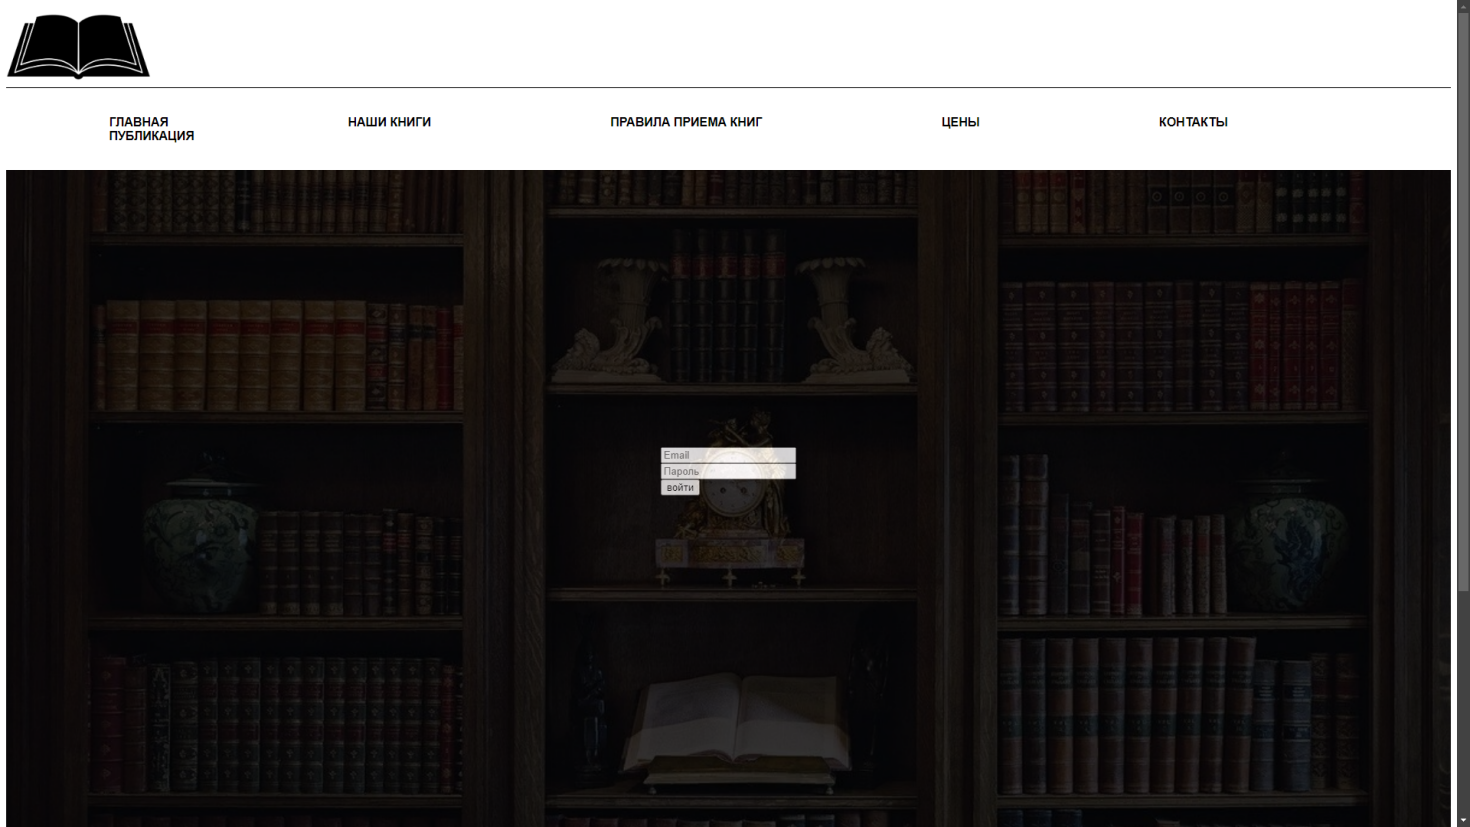 ГЛАВНАЯ НАШИ КНИГИ ПРАВИЛА ПРИЕМА КНИГ ЦЕНЫ КОНТАКТЫ
ПУБЛИКАЦИЯ
Email
Пароль
войти